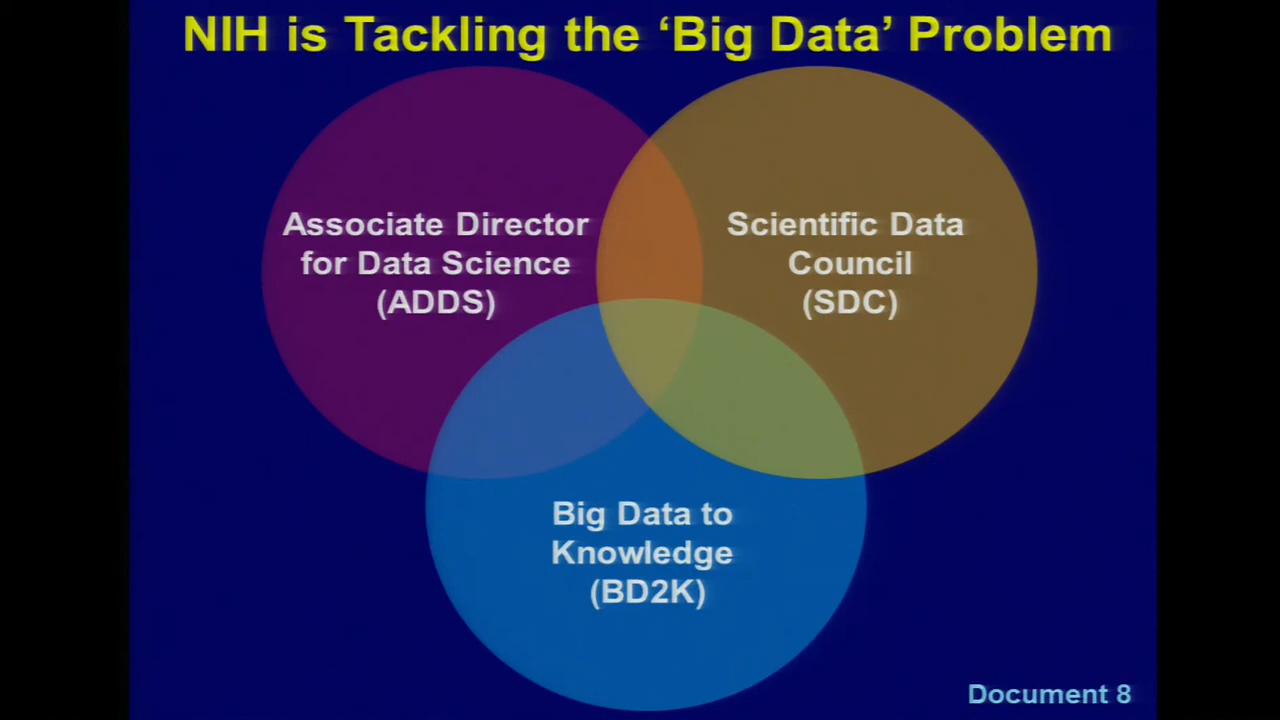 NIH is Tackling the ‘Big Data’ Problem
Associate Director
for Data Science
(ADDS)
Scientific Data
Council
(SDC)
Big Data to
Knowledge
(BD2K)
Document 8